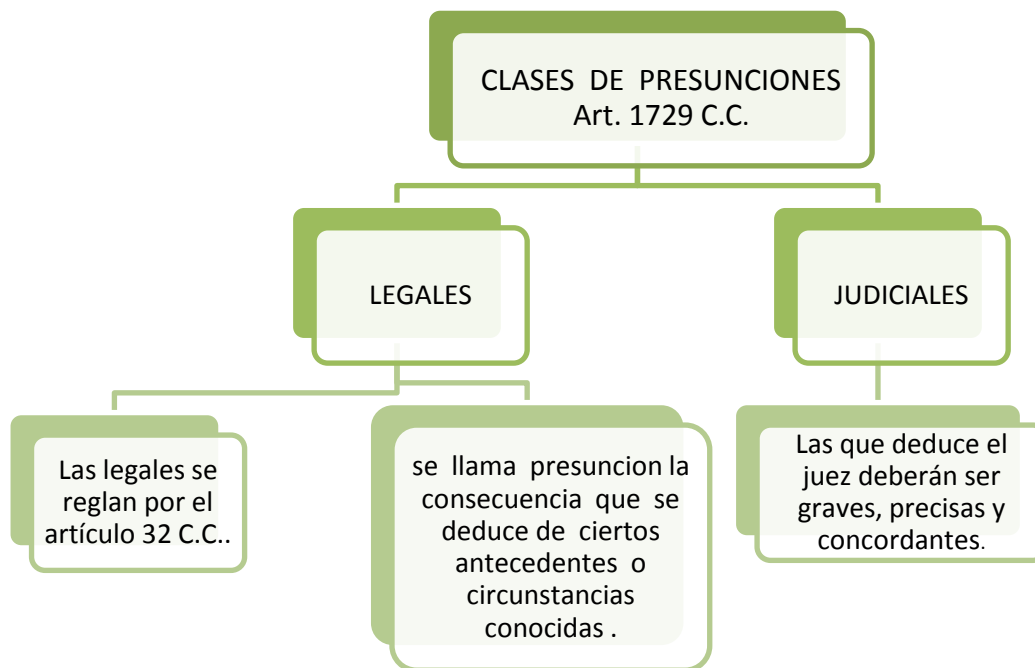 CLASES DE PRESUNCIONES
Art. 1729 C.C.
LEGALES
JUDICIALES
Las legales se
reglan por el
artículo 32 C.C..
se llama presuncion la
consecuencia que se
deduce de ciertos
antecedentes o
circunstancias
conocidas .
Las que deduce el
juez deberán ser
graves, precisas y
concordantes.